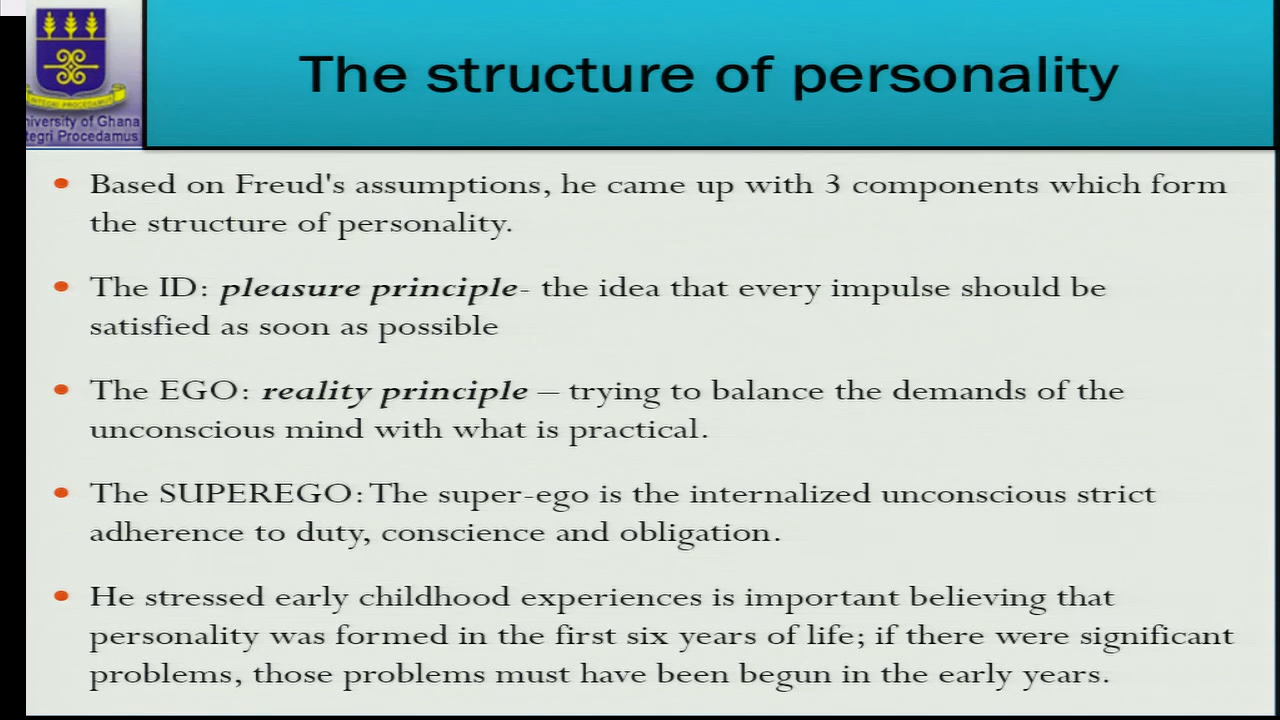 The structure of personality
INTEGRI PROCEDAMUS
niversity of Ghana
tegri Procedamus
• Based on Freud's assumptions, he came up with 3 components which form
the structure of personality.
• The ID: pleasure principle- the idea that every impulse should be
satisfied as soon as possible
• The EGO: reality principle – trying to balance the demands of the
unconscious mind with what is practical.
• The SUPEREGO: The super-ego is the internalized unconscious strict
adherence to duty, conscience and obligation.
• He stressed early childhood experiences is important believing that
personality was formed in the first six years of life; if there were significant
problems, those problems must have been begun in the early years.